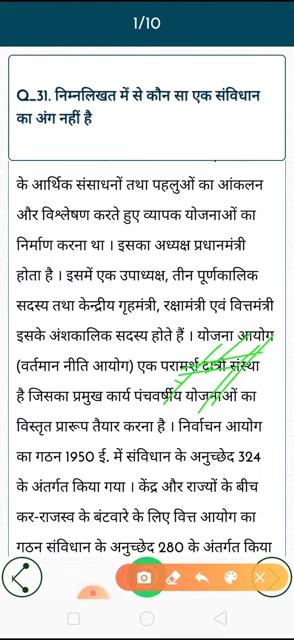 1/10
Q_31. निम्नलिखत में से कौन सा एक संविधान
का अंग नहीं है
के आर्थिक संसाधनों तथा पहलुओं का आंकलन
और विश्लेषण करते हुए व्यापक योजनाओं का
निर्माण करना था । इसका अध्यक्ष प्रधानमंत्री
होता है । इसमें एक उपाध्यक्ष, तीन पूर्णकालिक
सदस्य तथा केन्द्रीय गृहमंत्री, रक्षामंत्री एवं वित्तमंत्री
इसके अंशकालिक सदस्य होते हैं । योजना आयोग
(वर्तमान नीति आयोग) एक परामर्श दात्री संस्था
है जिसका प्रमुख कार्य पंचवर्षीय योजनाओं का
विस्तृत प्रारूप तैयार करना है । निर्वाचन आयोग
का गठन 1950 ई. में संविधान के अनुच्छेद 324
के अंतर्गत किया गया । केंद्र और राज्यों के बीच
कर-राजस्व के बंटवारे के लिए वित्त आयोग का
गठन संविधान के अनुच्छेद 280 के अंतर्गत किया